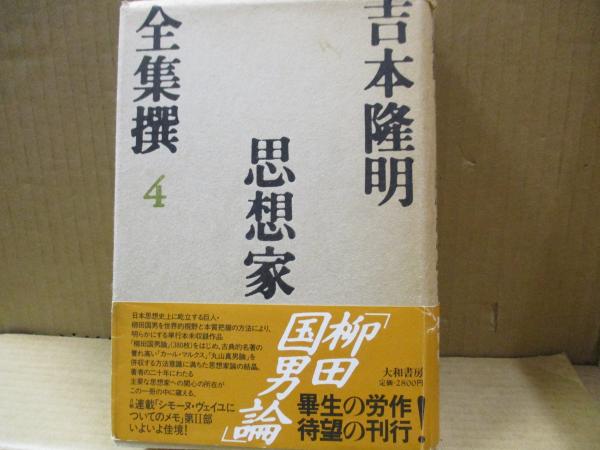 吉本隆明
全集撰
4
思想家
日本思想史上に屹立する巨人・
柳田国男を世界的視野と本質把握の方法により、
明らかにする単行本未収録作品
「柳田国男論」(380枚)をはじめ、古典的名著の
誉れ高い「カール・マルクス」「丸山真男論」を
併収する方法意識に満ちた思想家論の結晶。
著者の二十年にわたる
主要な思想家への関心の所在が
この一冊の中に窺える。
連載「シモーヌ・ヴェイユに
ついてのメモ」第II部
いよいよ佳境!
「柳田
国男論」
畢生の労作
待望の刊行!
大和書房
定価・2800円